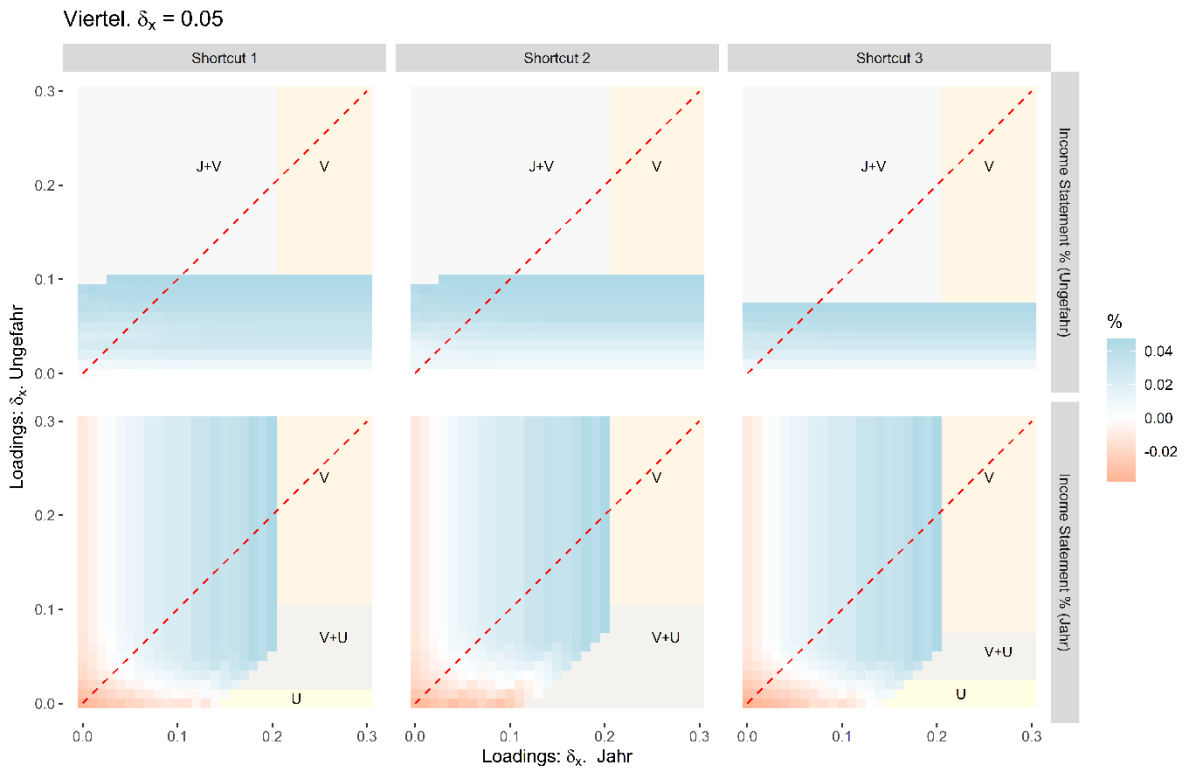 Viertel. δx = 0.05
Shortcut 1
Shortcut 2
Shortcut 3
0.3
0.2
0.1
0.0
J+V
V
J+V
V
J+V
V
Income Statement % (Ungefahr)
0.3
0.2
0.1
0.0
V
V+U
U
V
V+U
V
V+U
U
Income Statement % (Jahr)
0.0 0.1 0.2 0.3
0.0 0.1 0.2 0.3
0.0 0.1 0.2 0.3
Loadings: δx. Ungefahr
Loadings: δx. Jahr
%
0.04
0.02
0.00
-0.02